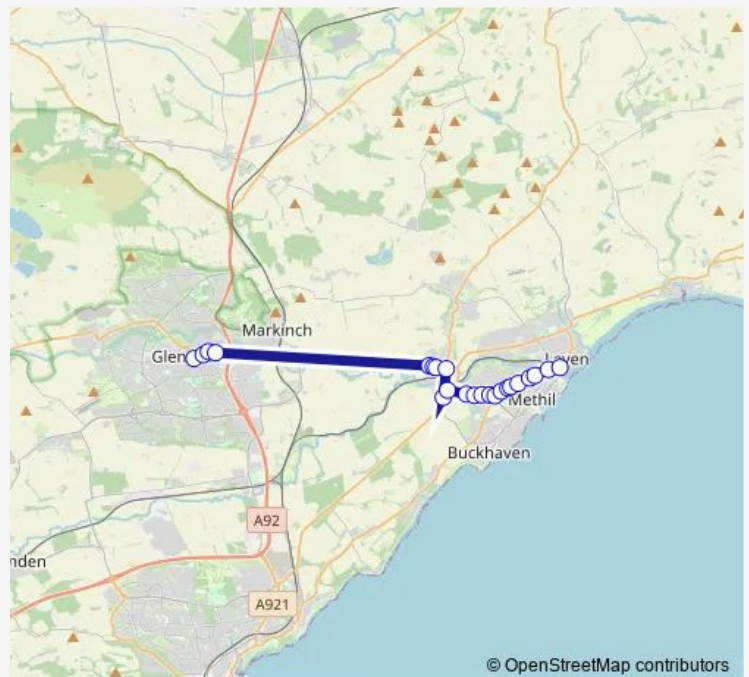 Markinch
Glen
Leven
Methil
Buckhaven
A92
nden
A921
© OpenStreetMap contributors